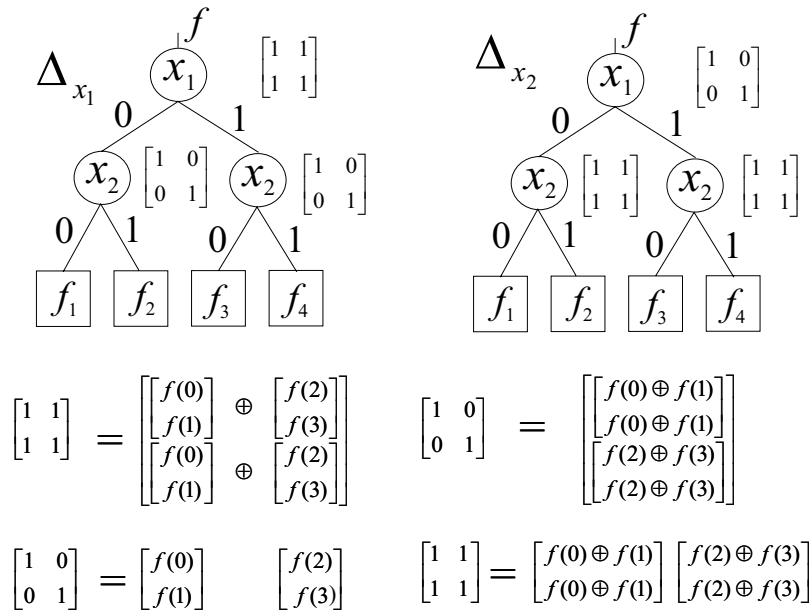 f
Δx₁
x₁
[1 1
1 1]
0 1
x₂
[1 0
0 1]
x₂
[1 0
0 1]
0 1 0 1
f₁ f₂ f₃ f₄
f
Δx₂
x₁
[1 0
0 1]
0 1
x₂
[1 1
1 1]
x₂
[1 1
1 1]
0 1 0 1
f₁ f₂ f₃ f₄
[1 1
1 1] =
[[f(0)
f(1)] ⊕ [f(2)
f(3)]
[f(0)
f(1)] ⊕ [f(2)
f(3)]]
[1 0
0 1] = [f(0)
f(1)] [f(2)
f(3)]
[1 0
0 1] =
[[f(0) ⊕ f(1)
f(0) ⊕ f(1)]
[f(2) ⊕ f(3)
f(2) ⊕ f(3)]]
[1 1
1 1] = [f(0) ⊕ f(1)
f(0) ⊕ f(1)] [f(2) ⊕ f(3)
f(2) ⊕ f(3)]